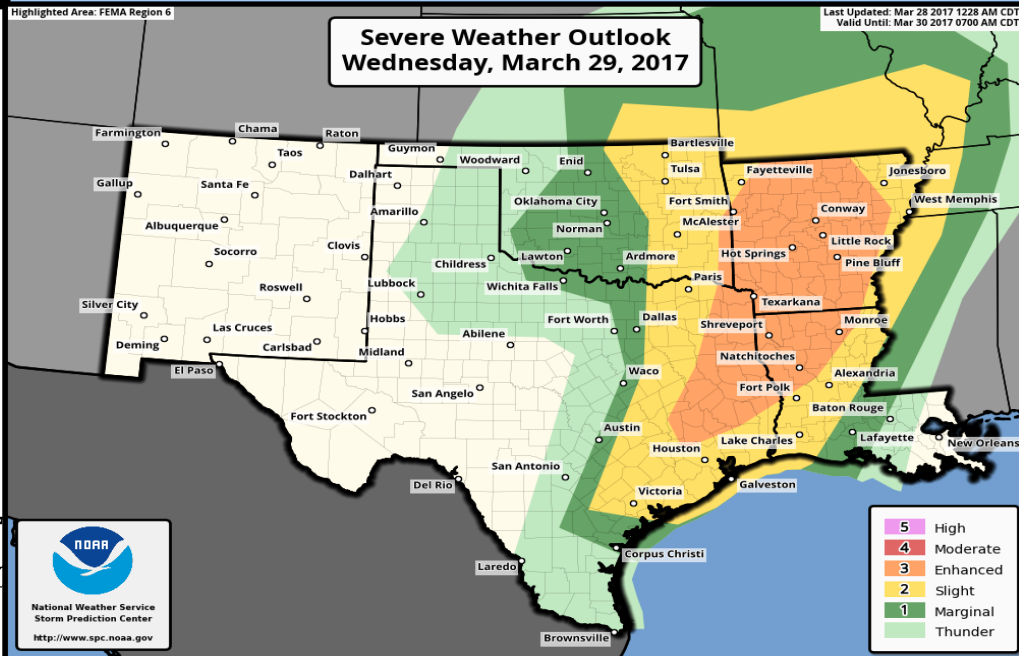 Highlighted Area: FEMA Region 6
Last Updated: Mar 28 2017 1228 AM CDT
Valid Until: Mar 30 2017 0700 AM CDT
Severe Weather Outlook
Wednesday, March 29, 2017
Farmington
Chama
Raton
Taos
Guymon
Woodward
Enid
Bartlesville
Tulsa
Fayetteville
Jonesboro
Gallup
Santa Fe
Dalhart
Oklahoma City
Fort Smith
West Memphis
Albuquerque
Amarillo
Norman
McAlester
Conway
Socorro
Clovis
Childress
Lawton
Ardmore
Hot Springs
Little Rock
Pine Bluff
Roswell
Lubbock
Wichita Falls
Paris
Texarkana
Silver City
Las Cruces
Hobbs
Abilene
Fort Worth
Dallas
Shreveport
Monroe
Deming
Carlsbad
Midland
Natchitoches
El Paso
San Angelo
Waco
Fort Polk
Alexandria
Fort Stockton
Austin
Baton Rouge
Houston
Lake Charles
Lafayette
New Orleans
Del Rio
San Antonio
Galveston
Victoria
Corpus Christi
Laredo
Brownsville
NOAA
National Weather Service
Storm Prediction Center
http://www.spc.noaa.gov
5 High
4 Moderate
3 Enhanced
2 Slight
1 Marginal
Thunder